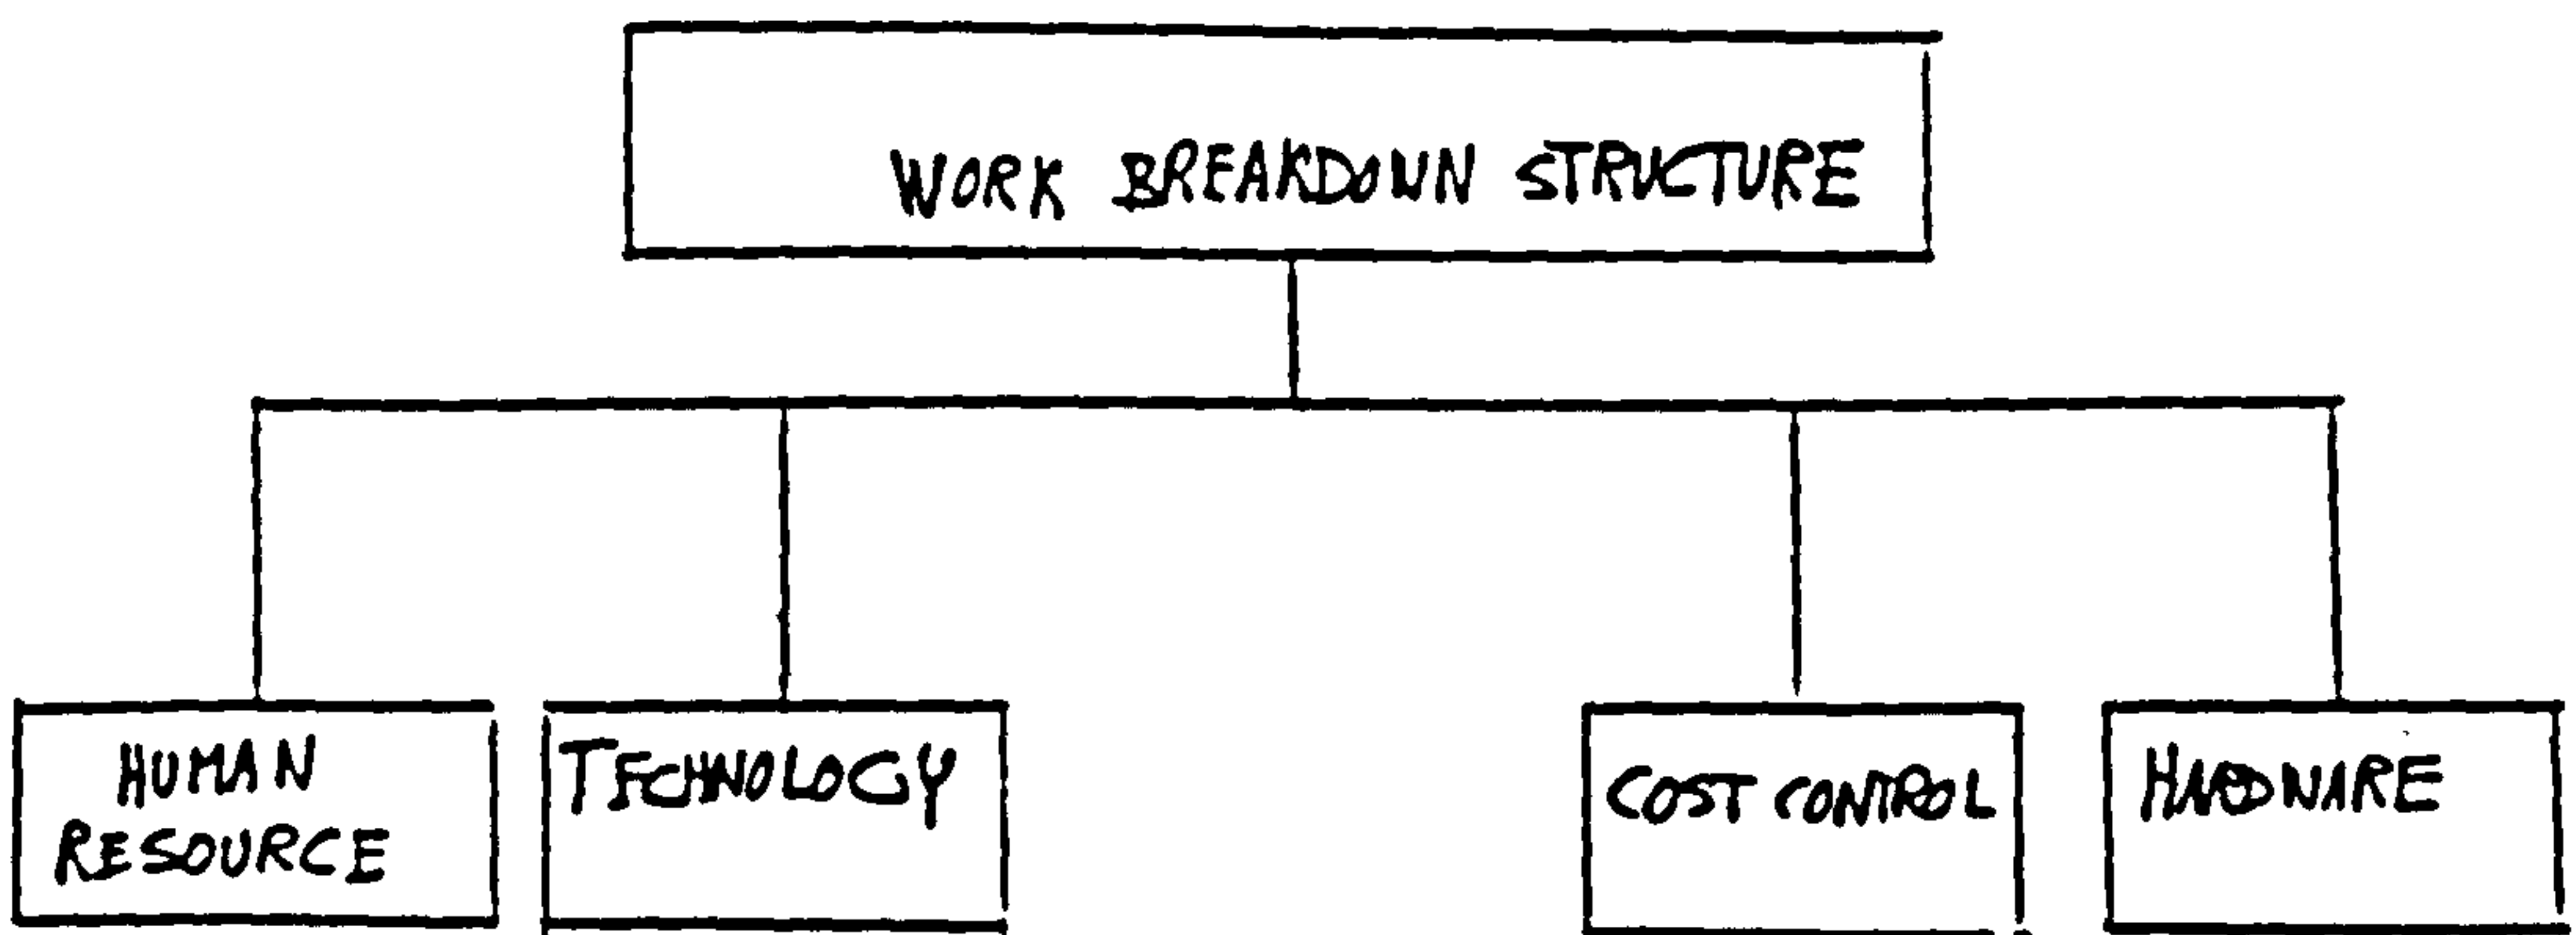 WORK BREAKDOWN STRUCTURE
HUMAN
RESOURCE
TECHNOLOGY
COST CONTROL
HARDWARE